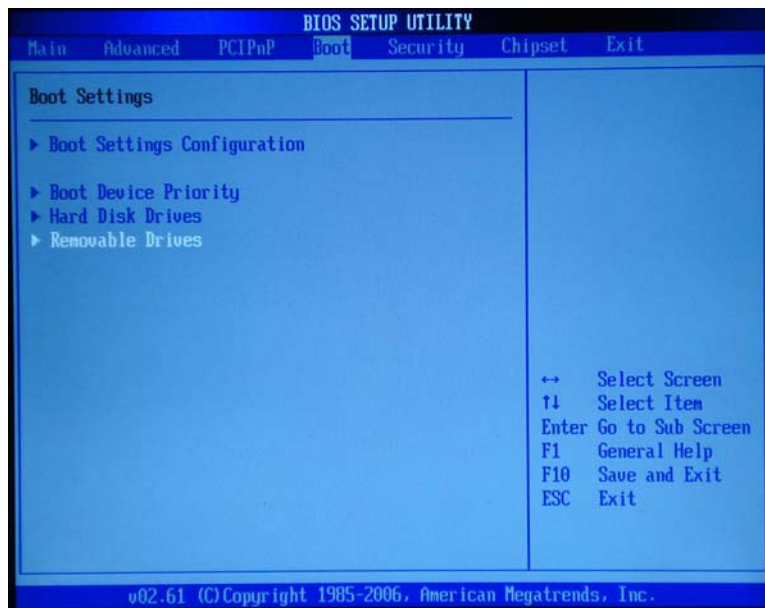 BIOS SETUP UTILITY
Main Advanced PCIPnP Boot Security Chipset Exit
Boot Settings
▶ Boot Settings Configuration
▶ Boot Device Priority
▶ Hard Disk Drives
▶ Removable Drives
↔ Select Screen
↑↓ Select Item
Enter Go to Sub Screen
F1 General Help
F10 Save and Exit
ESC Exit
v02.61 (C)Copyright 1985-2006, American Megatrends, Inc.